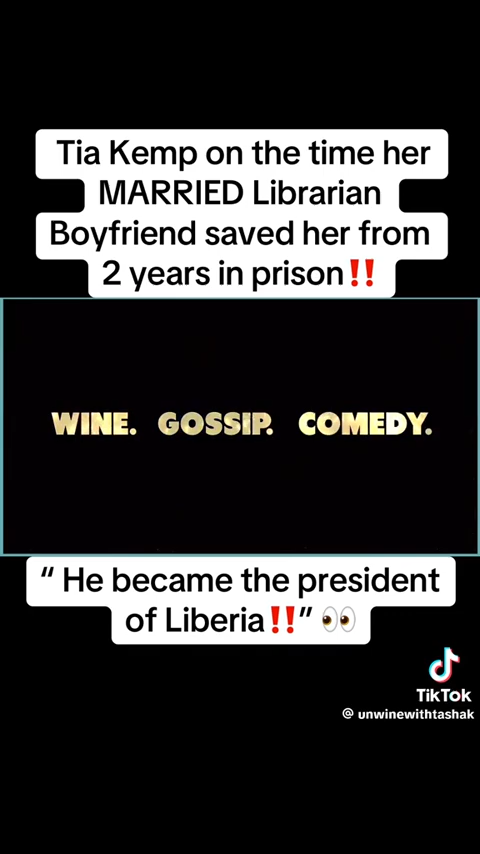 Tia Kemp on the time her
MARRIED Librarian
Boyfriend saved her from
2 years in prison‼️
WINE. GOSSIP. COMEDY.
“ He became the president
of Liberia‼️” 👀
TikTok
@ unwinewithtashak